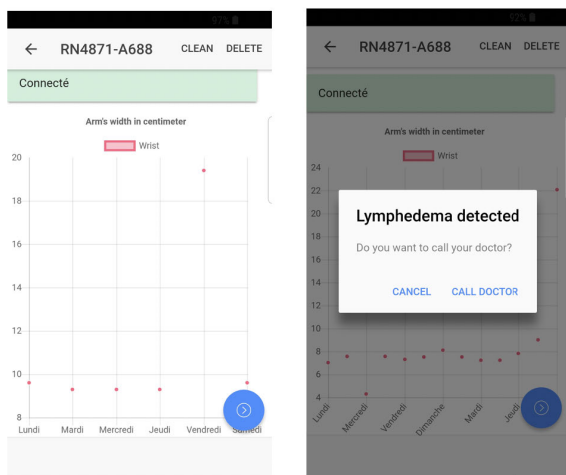 97%
← RN4871-A688 CLEAN DELETE
Connecté
Arm's width in centimeter
Wrist
20
18
16
14
12
10
8
Lundi Mardi Mercredi Jeudi Vendredi Samedi
92%
← RN4871-A688 CLEAN DELETE
Connecté
Arm's width in centimeter
Wrist
24
22
20
18
16
14
12
10
8
6
4
Lundi Mercredi Vendredi Dimanche Mardi Jeudi
Lymphedema detected
Do you want to call your doctor?
CANCEL CALL DOCTOR